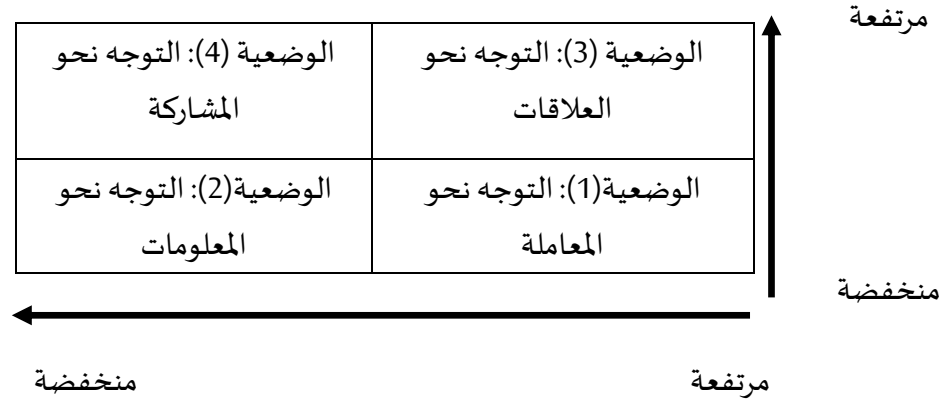 مرتفعة
الوضعية (3): التوجه نحو
العلاقات
الوضعية (4): التوجه نحو
المشاركة
الوضعية(1): التوجه نحو
المعاملة
الوضعية(2): التوجه نحو
المعلومات
منخفضة
مرتفعة
منخفضة